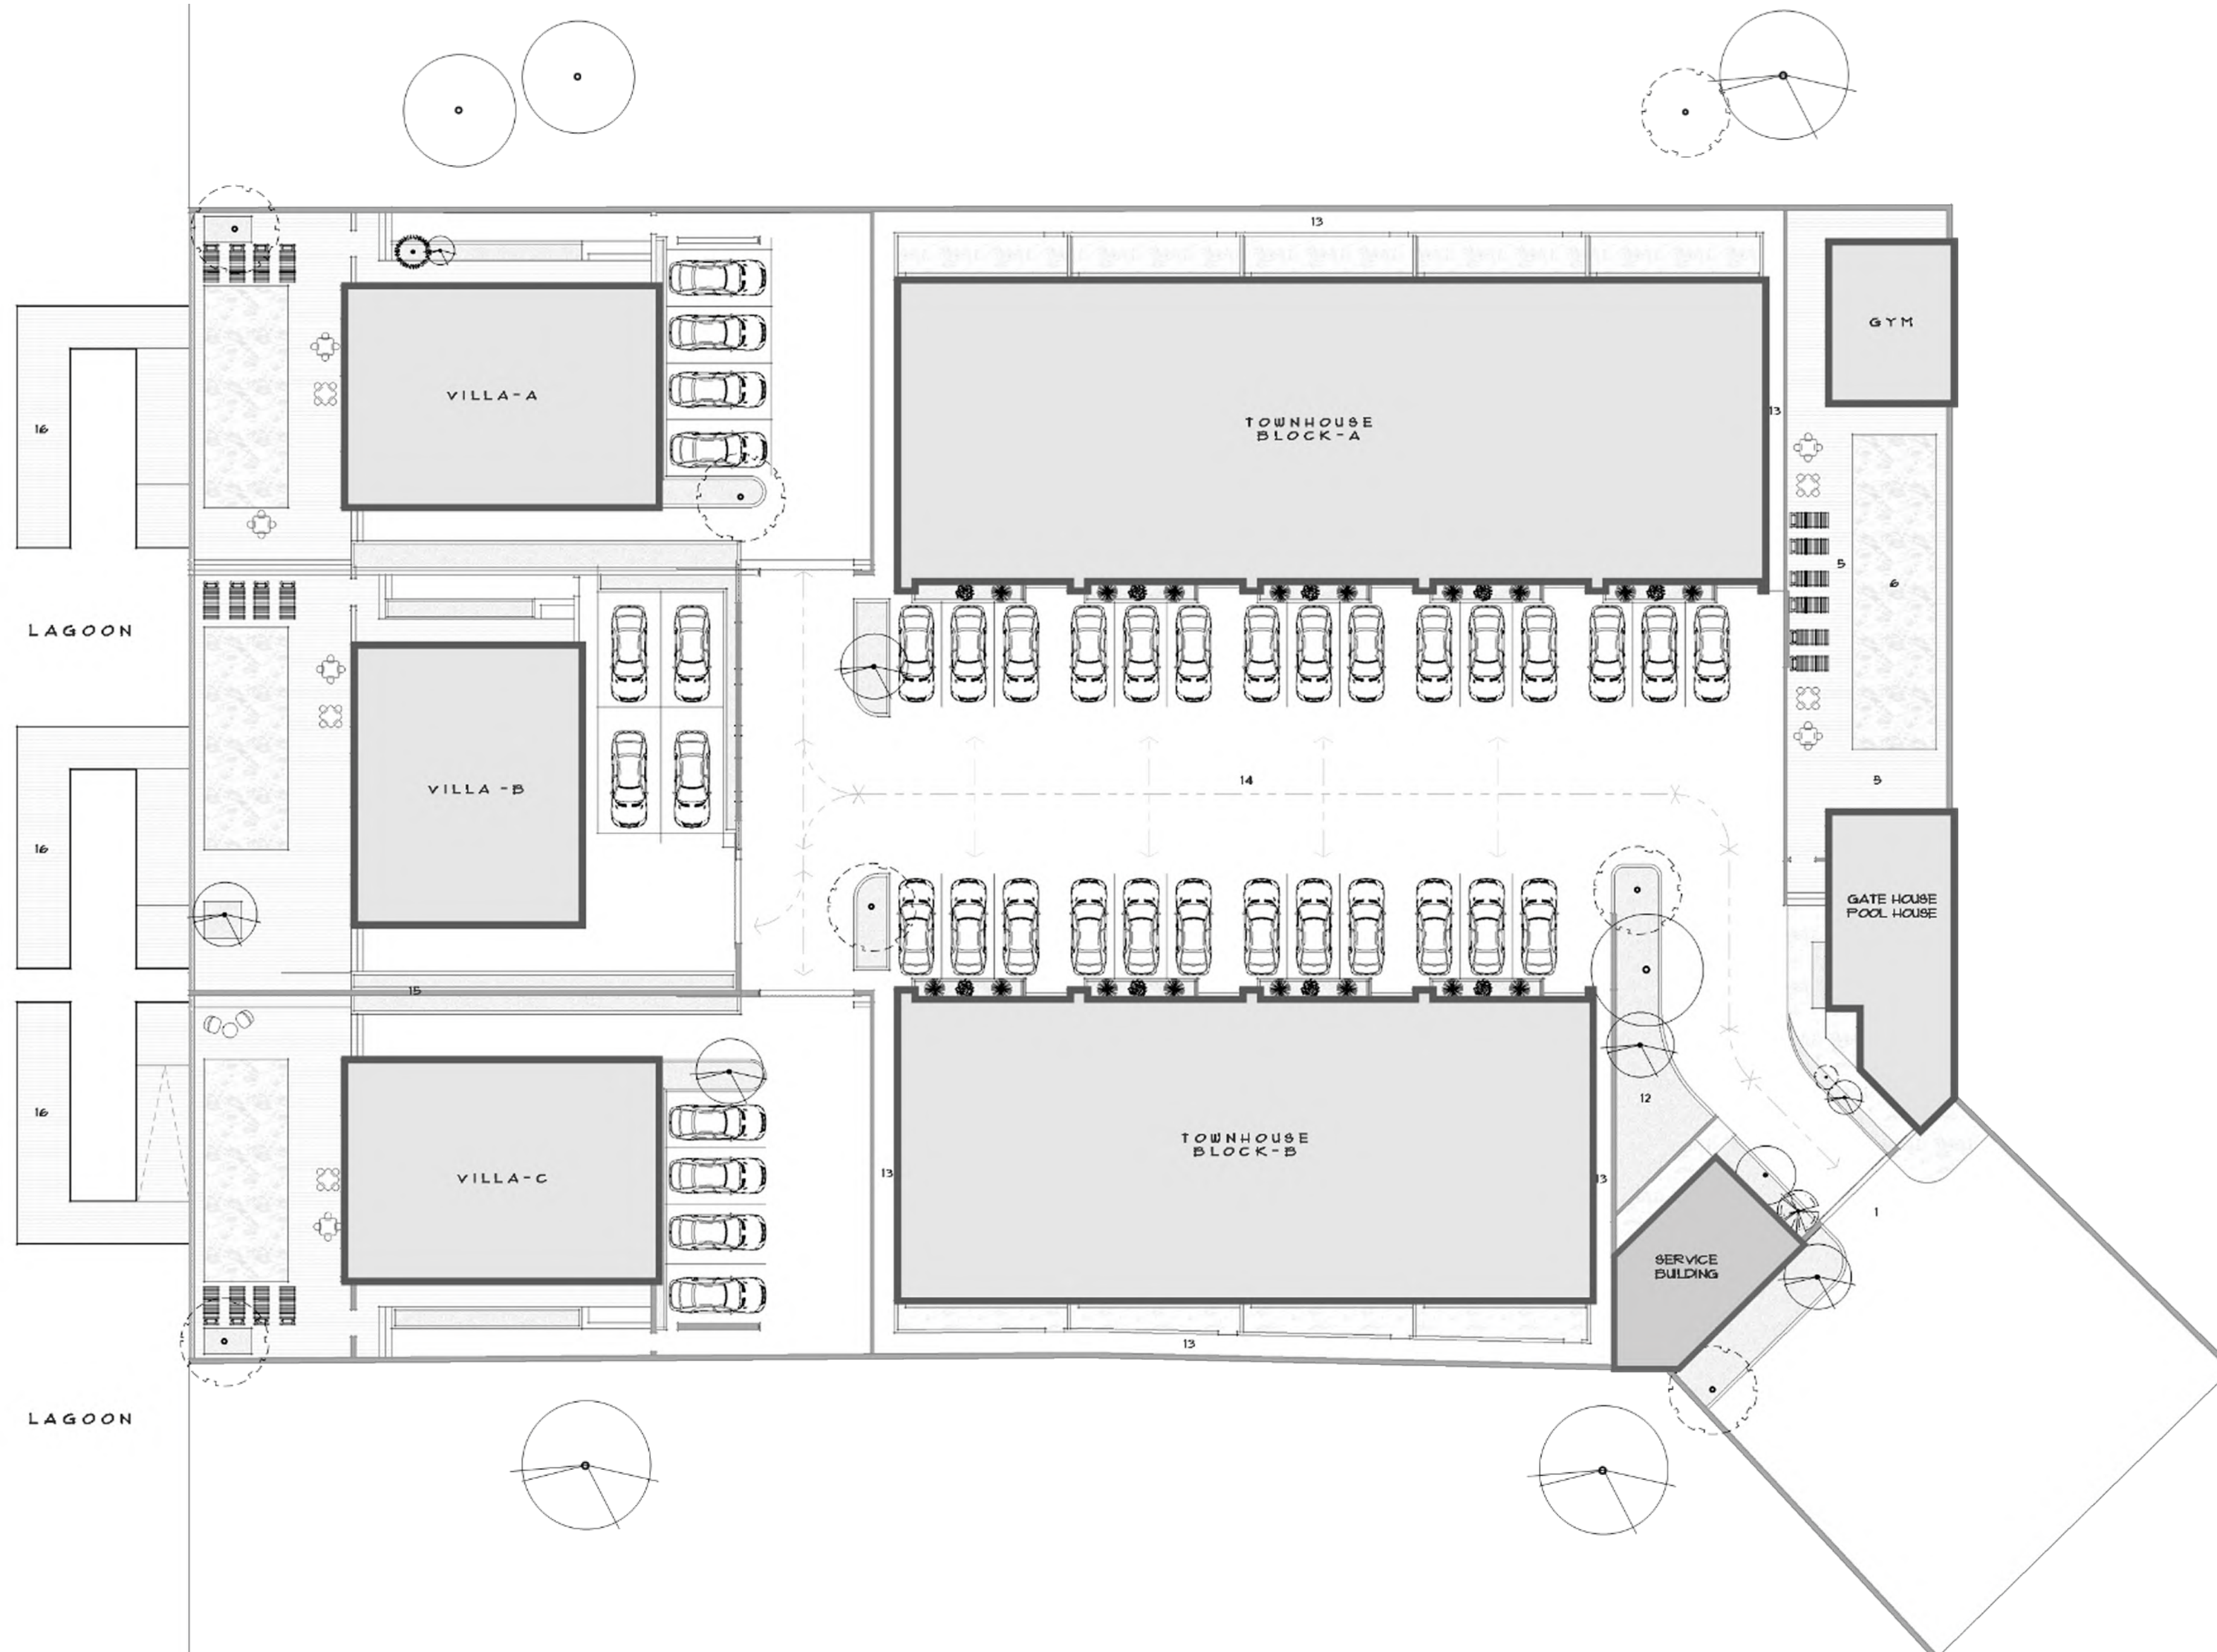 13
GYM
VILLA-A
TOWNHOUSE
BLOCK-A
13
16
5
6
LAGOON
VILLA -B
14
5
16
GATE HOUSE
POOL HOUSE
15
12
16
TOWNHOUSE
BLOCK-B
VILLA-C
13
13
1
SERVICE
BUILDING
13
LAGOON